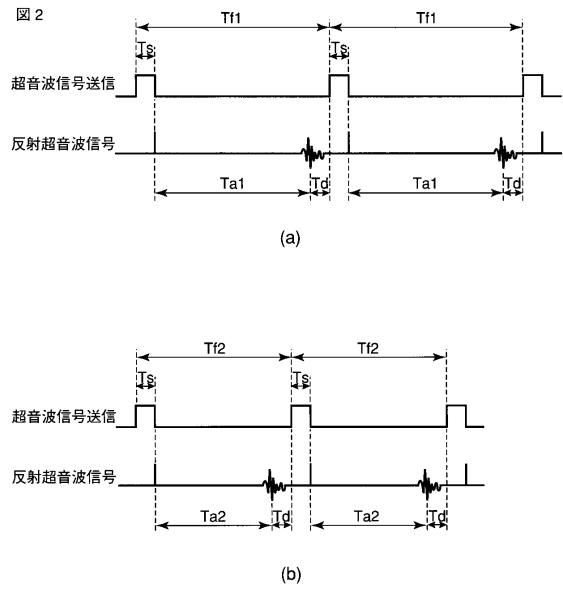 図2
Tf1 Tf1
Ts Ts
超音波信号送信
反射超音波信号
Ta1 Td Ta1 Td
(a)
Tf2 Tf2
Ts Ts
超音波信号送信
反射超音波信号
Ta2 Td Ta2 Td
(b)